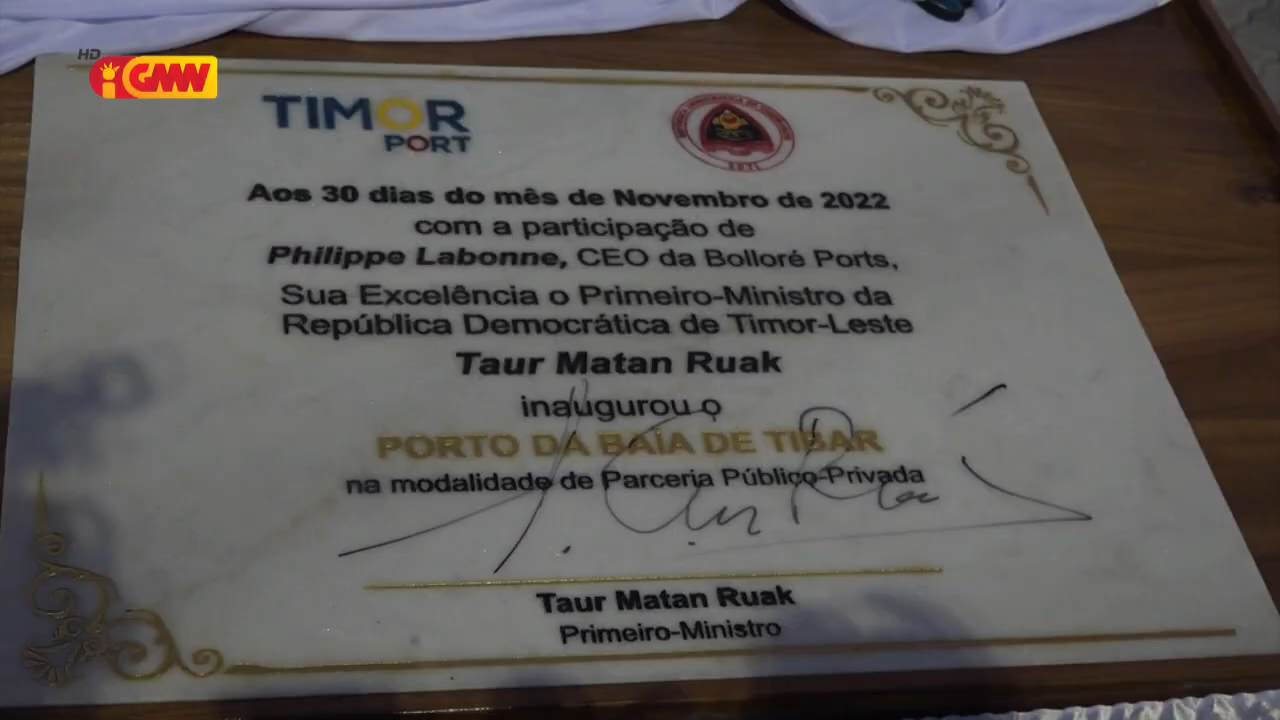 HD
GMN
TIMOR
PORT
Aos 30 dias do mês de Novembro de 2022
com a participação de
Philippe Labonne, CEO da Bolloré Ports,
Sua Excelência o Primeiro-Ministro da
República Democrática de Timor-Leste
Taur Matan Ruak
inaugurou o
PORTO DA BAÍA DE TIBAR
na modalidade de Parceria Público-Privada
Taur Matan Ruak
Primeiro-Ministro